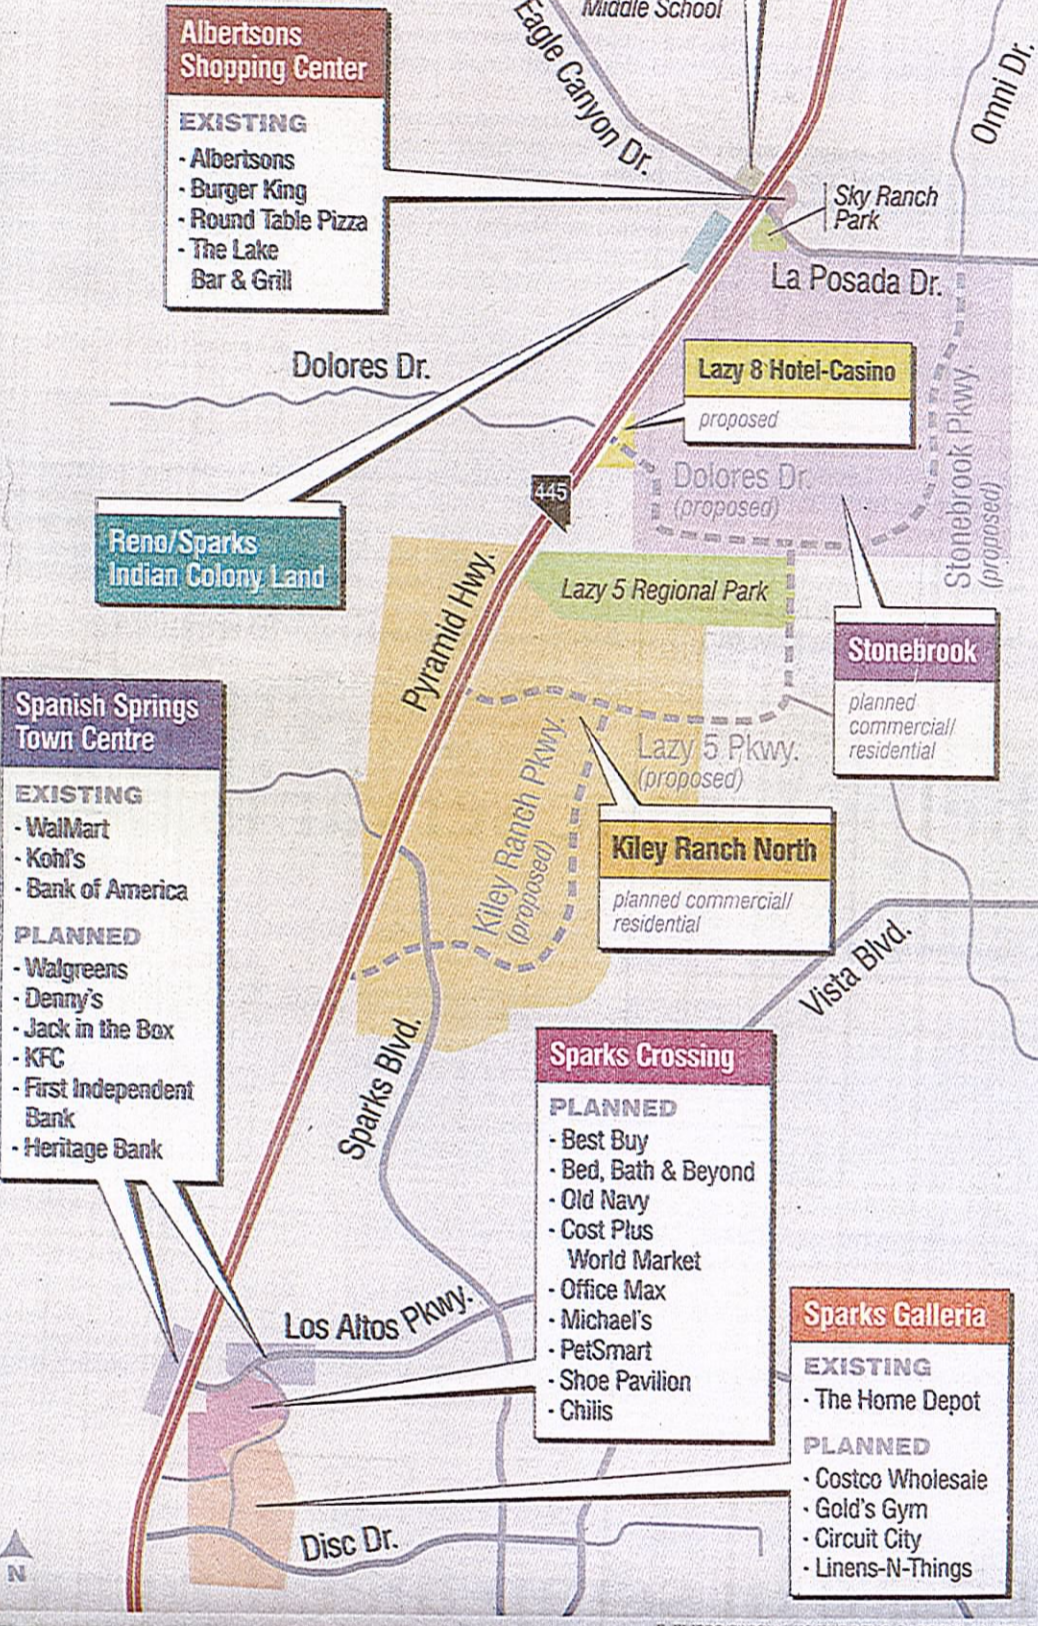 Middle School
Albertsons
Shopping Center
EXISTING
- Albertsons
- Burger King
- Round Table Pizza
- The Lake
Bar & Grill
Eagle Canyon Dr.
Omni Dr.
Sky Ranch
Park
La Posada Dr.
Dolores Dr.
Lazy 8 Hotel-Casino
proposed
Dolores Dr.
(proposed)
Stonebrook Pkwy.
(proposed)
445
Reno/Sparks
Indian Colony Land
Pyramid Hwy.
Lazy 5 Regional Park
Stonebrook
planned
commercial/
residential
Spanish Springs
Town Centre
EXISTING
- WalMart
- Kohl's
- Bank of America
PLANNED
- Walgreens
- Denny's
- Jack in the Box
- KFC
- First Independent
Bank
- Heritage Bank
Lazy 5 Pkwy.
(proposed)
Kiley Ranch Pkwy.
(proposed)
Kiley Ranch North
planned commercial/
residential
Vista Blvd.
Sparks Blvd.
Sparks Crossing
PLANNED
- Best Buy
- Bed, Bath & Beyond
- Old Navy
- Cost Plus
World Market
- Office Max
- Michael's
- PetSmart
- Shoe Pavilion
- Chilis
Los Altos Pkwy.
Sparks Galleria
EXISTING
- The Home Depot
PLANNED
- Costco Wholesale
- Gold's Gym
- Circuit City
- Linens-N-Things
Disc Dr.
N